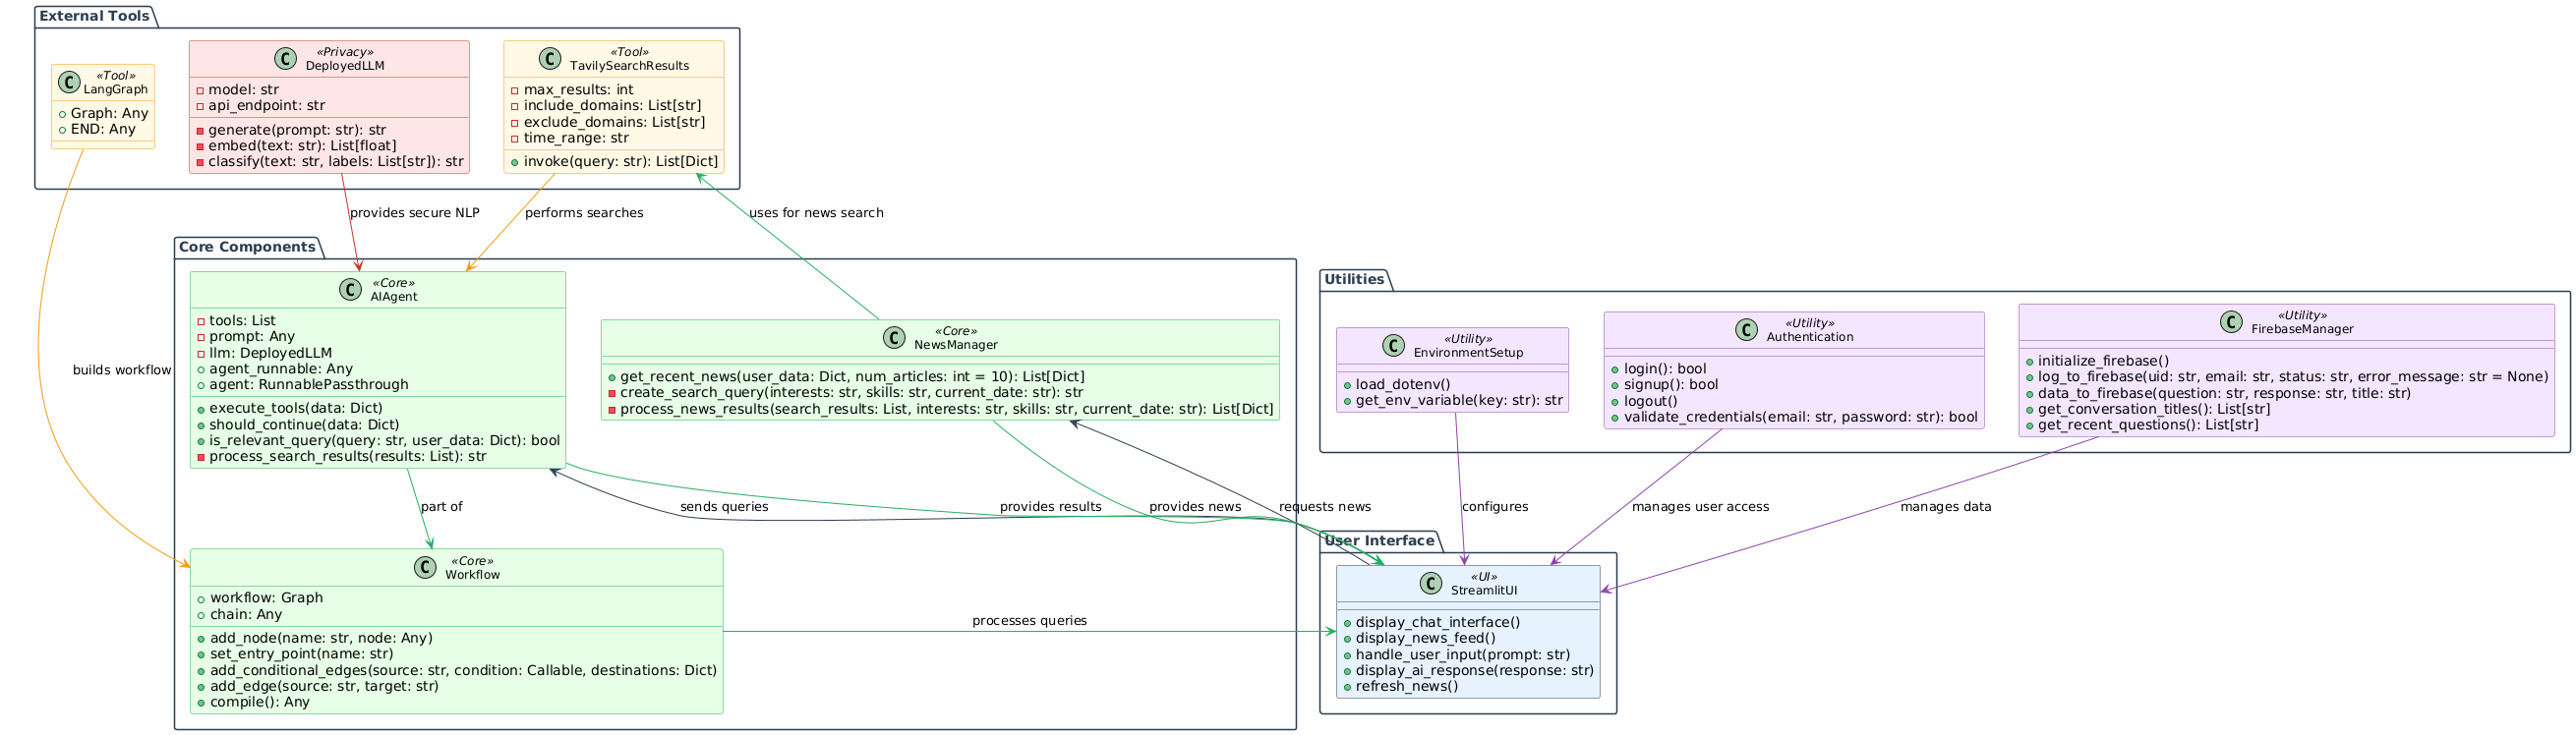 External Tools
C
«Tool»
LangGraph
Graph: Any
END: Any
C
«Privacy»
DeployedLLM
model: str
api_endpoint: str
generate(prompt: str): str
embed(text: str): List[float]
classify(text: str, labels: List[str]): str
C
«Tool»
TavilySearchResults
max_results: int
include_domains: List[str]
exclude_domains: List[str]
time_range: str
invoke(query: str): List[Dict]
provides secure NLP
performs searches
uses for news search
builds workflow
Core Components
C
«Core»
AIAgent
tools: List
prompt: Any
llm: DeployedLLM
agent_runnable: Any
agent: RunnablePassthrough
execute_tools(data: Dict)
should_continue(data: Dict)
is_relevant_query(query: str, user_data: Dict): bool
process_search_results(results: List): str
C
«Core»
NewsManager
get_recent_news(user_data: Dict, num_articles: int = 10): List[Dict]
create_search_query(interests: str, skills: str, current_date: str): str
process_news_results(search_results: List, interests: str, skills: str, current_date: str): List[Dict]
Utilities
C
«Utility»
EnvironmentSetup
load_dotenv()
get_env_variable(key: str): str
C
«Utility»
Authentication
login(): bool
signup(): bool
logout()
validate_credentials(email: str, password: str): bool
C
«Utility»
FirebaseManager
initialize_firebase()
log_to_firebase(uid: str, email: str, status: str, error_message: str = None)
data_to_firebase(question: str, response: str, title: str)
get_conversation_titles(): List[str]
get_recent_questions(): List[str]
part of
sends queries
provides results
provides news
requests news
configures
manages user access
manages data
C
«Core»
Workflow
workflow: Graph
chain: Any
add_node(name: str, node: Any)
set_entry_point(name: str)
add_conditional_edges(source: str, condition: Callable, destinations: Dict)
add_edge(source: str, target: str)
compile(): Any
processes queries
User Interface
C
«UI»
StreamlitUI
display_chat_interface()
display_news_feed()
handle_user_input(prompt: str)
display_ai_response(response: str)
refresh_news()